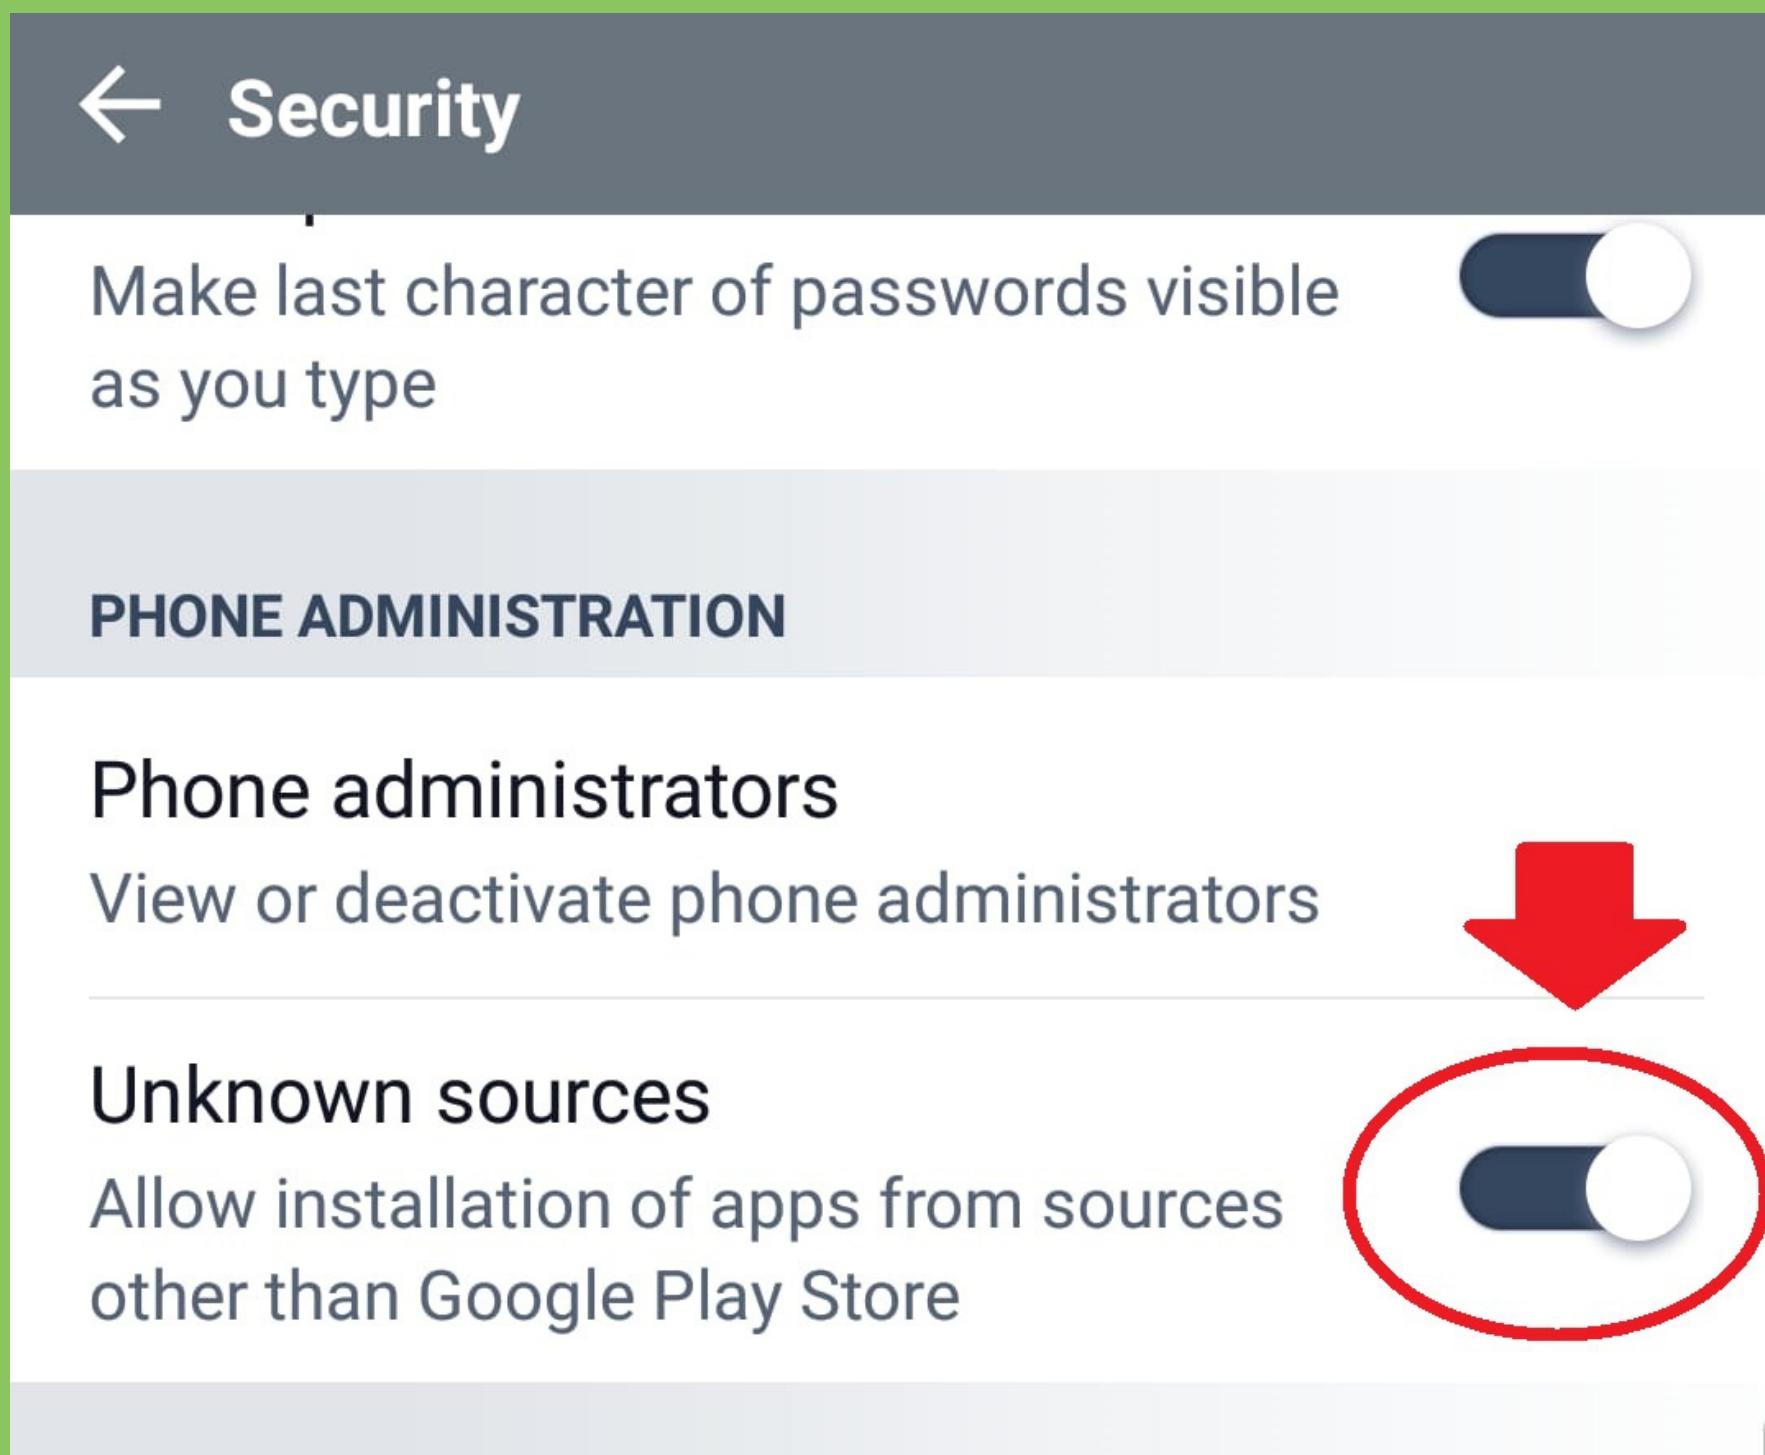 Security
Make last character of passwords visible
as you type
PHONE ADMINISTRATION
Phone administrators
View or deactivate phone administrators
Unknown sources
Allow installation of apps from sources
other than Google Play Store